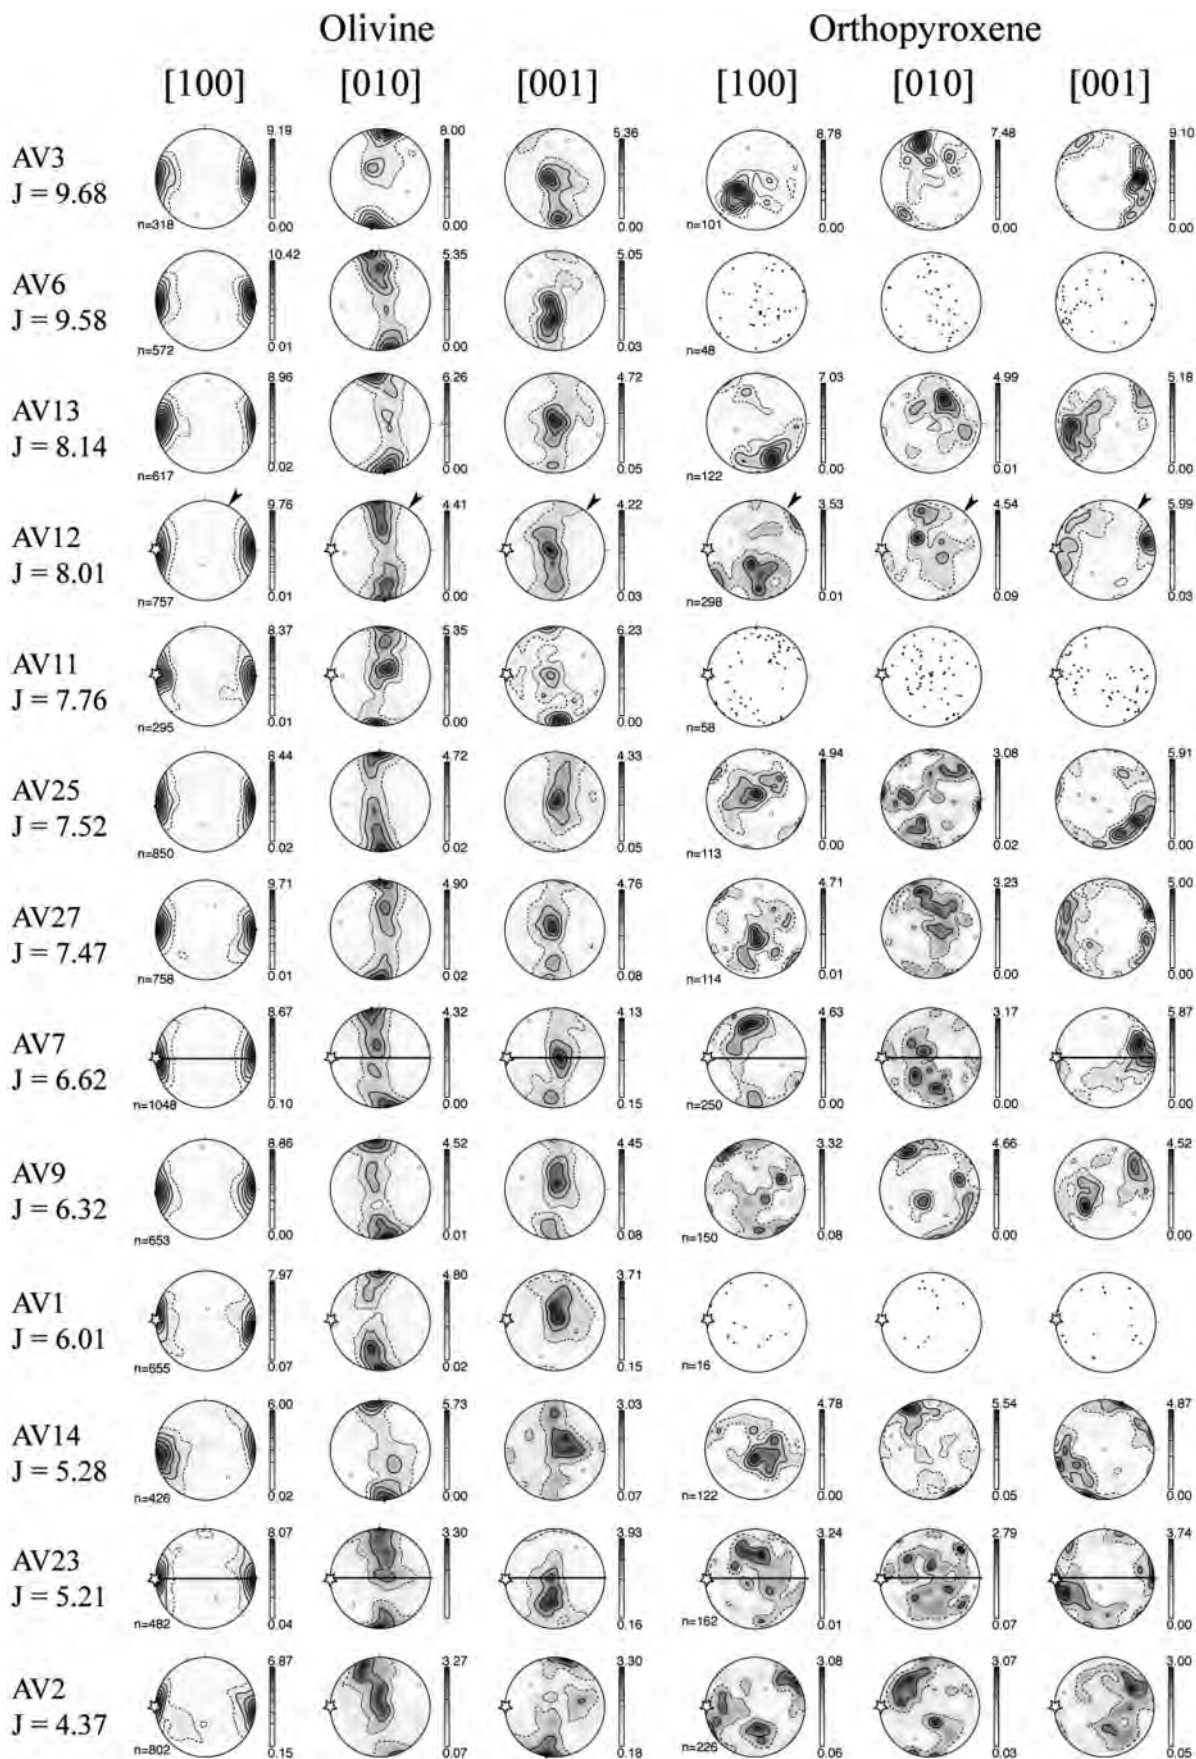 Olivine Orthopyroxene
[100] [010] [001] [100] [010] [001]
AV3
J = 9.68
9.19 8.00 5.36 8.78 7.48 9.10
n=318 0.00 0.00 0.00 n=101 0.00 0.00 0.00
AV6
J = 9.58
10.42 5.35 5.05
n=572 0.01 0.00 0.03 n=48
AV13
J = 8.14
8.96 6.26 4.72 7.03 4.99 5.18
n=617 0.02 0.00 0.05 n=122 0.00 0.01 0.00
AV12
J = 8.01
9.76 4.41 4.22 3.53 4.54 5.99
n=757 0.01 0.00 0.03 n=298 0.01 0.09 0.03
AV11
J = 7.76
8.37 5.35 6.23
n=295 0.01 0.00 0.00 n=58
AV25
J = 7.52
8.44 4.72 4.33 4.94 3.08 5.91
n=850 0.02 0.02 0.05 n=113 0.00 0.02 0.00
AV27
J = 7.47
9.71 4.90 4.76 4.71 3.23 5.00
n=758 0.01 0.02 0.08 n=114 0.01 0.00 0.00
AV7
J = 6.62
8.67 4.32 4.13 4.63 3.17 5.87
n=1048 0.10 0.00 0.15 n=250 0.00 0.00 0.00
AV9
J = 6.32
8.86 4.52 4.45 3.32 4.66 4.52
n=653 0.00 0.01 0.08 n=150 0.08 0.00 0.00
AV1
J = 6.01
7.97 4.80 3.71
n=655 0.07 0.02 0.15 n=16
AV14
J = 5.28
6.00 5.73 3.03 4.78 5.54 4.87
n=426 0.02 0.00 0.07 n=122 0.00 0.05 0.00
AV23
J = 5.21
8.07 3.30 3.93 3.24 2.79 3.74
n=482 0.04 0.16 n=162 0.01 0.07 0.00
AV2
J = 4.37
6.87 3.27 3.30 3.08 3.07 3.00
n=802 0.15 0.07 0.18 n=226 0.06 0.03 0.05